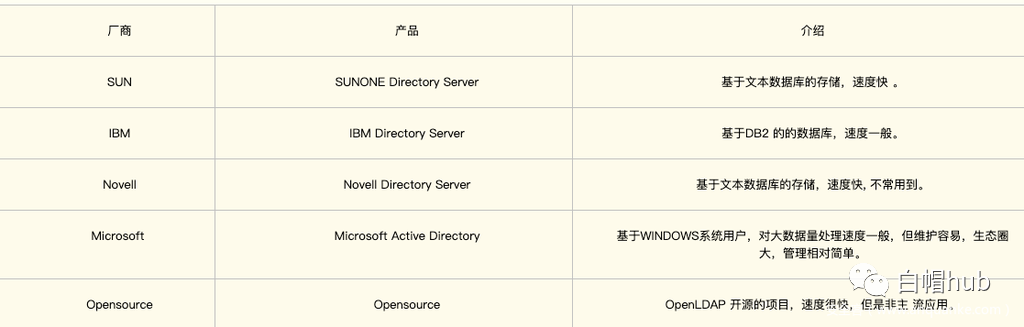 厂商 产品 介绍
SUN SUNONE Directory Server 基于文本数据库的存储，速度快 。
IBM IBM Directory Server 基于DB2 的的数据库，速度一般。
Novell Novell Directory Server 基于文本数据库的存储，速度快, 不常用到。
Microsoft Microsoft Active Directory 基于WINDOWS系统用户，对大数据量处理速度一般，但维护容易，生态圈
大，管理相对简单。
Opensource Opensource OpenLDAP 开源的项目，速度很快，但是非主 流应用。
白帽hub